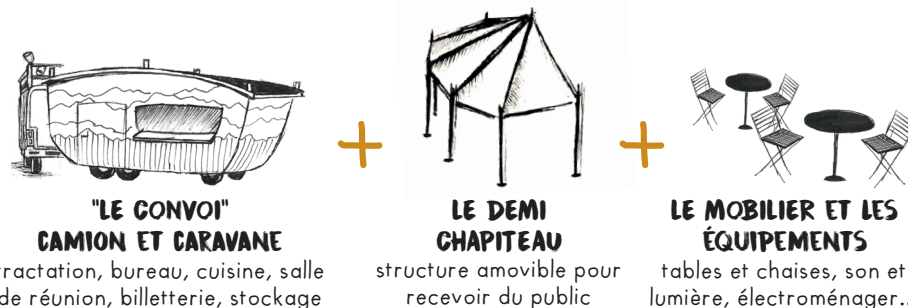 "LE CONVOI"
CAMION ET CARAVANE
tractation, bureau, cuisine, salle
de réunion, billetterie, stockage
+
LE DEMI
CHAPITEAU
structure amovible pour
recevoir du public
+
LE MOBILIER ET LES
ÉQUIPEMENTS
tables et chaises, son et
lumière, électroménager..